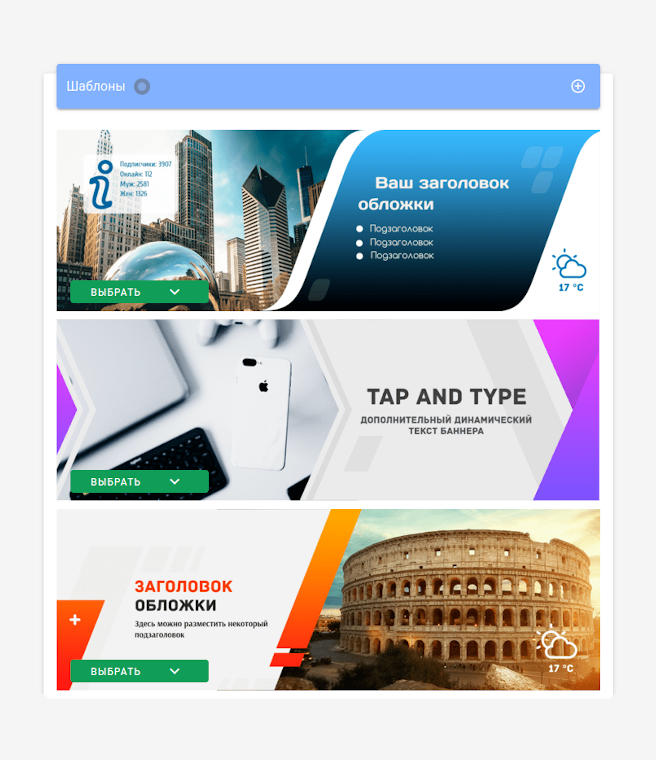 Шаблоны
Подписчики: 3907
Онлайн: 112
Муж: 2581
Жен: 1326
Ваш заголовок
обложки
Подзаголовок
Подзаголовок
Подзаголовок
17 °C
ВЫБРАТЬ
TAP AND TYPE
ДОПОЛНИТЕЛЬНЫЙ ДИНАМИЧЕСКИЙ
ТЕКСТ БАННЕРА
ВЫБРАТЬ
ЗАГОЛОВОК
ОБЛОЖКИ
Здесь можно разместить некоторый
подзаголовок
17 °C
ВЫБРАТЬ